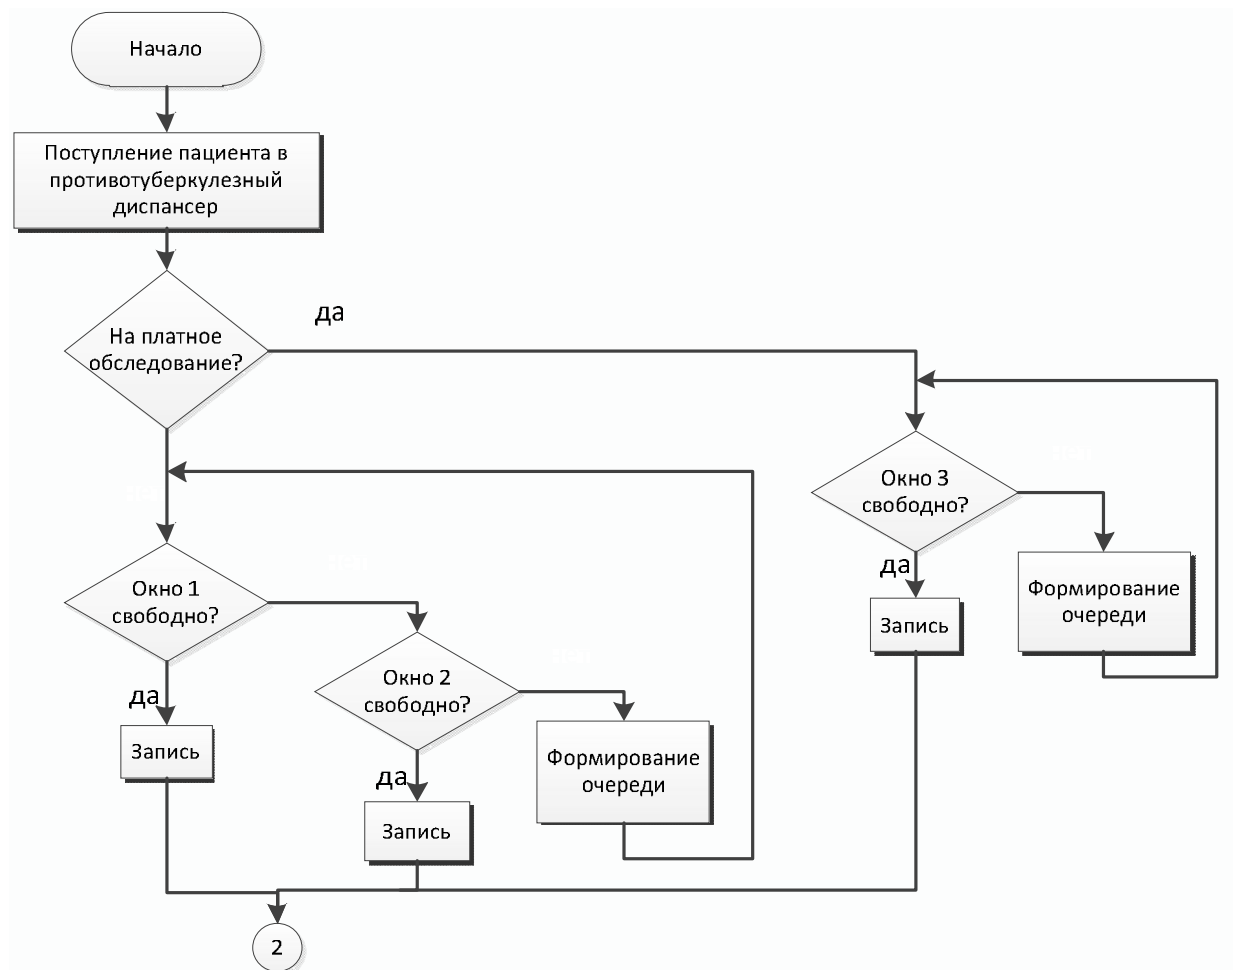 Начало
Поступление пациента в
противотуберкулезный
диспансер
На платное
обследование?
да
Окно 3
свободно?
да
Запись
Формирование
очереди
Окно 1
свободно?
да
Запись
Окно 2
свободно?
да
Запись
Формирование
очереди
2